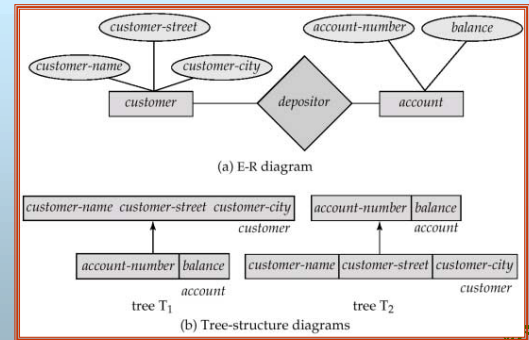 customer-street
account-number balance
customer-name customer-city
customer depositor account
(a) E-R diagram
customer-name customer-street customer-city
customer
account-number balance
account
account-number balance
account
customer-name customer-street customer-city
customer
tree T1 tree T2
(b) Tree-structure diagrams